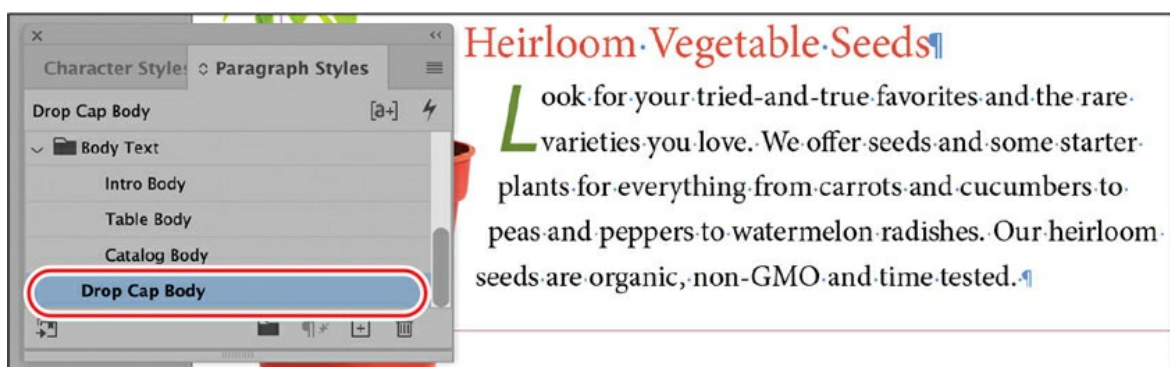 Character Styles
Paragraph Styles
Drop Cap Body
[a+]
Body Text
Intro Body
Table Body
Catalog Body
Drop Cap Body
Heirloom·Vegetable·Seeds¶
Look·for·your·tried-and-true·favorites·and·the·rare·
varieties·you·love.·We·offer·seeds·and·some·starter·
plants·for·everything·from·carrots·and·cucumbers·to·
peas·and·peppers·to·watermelon·radishes.·Our·heirloom·
seeds·are·organic,·non-GMO·and·time·tested.·¶